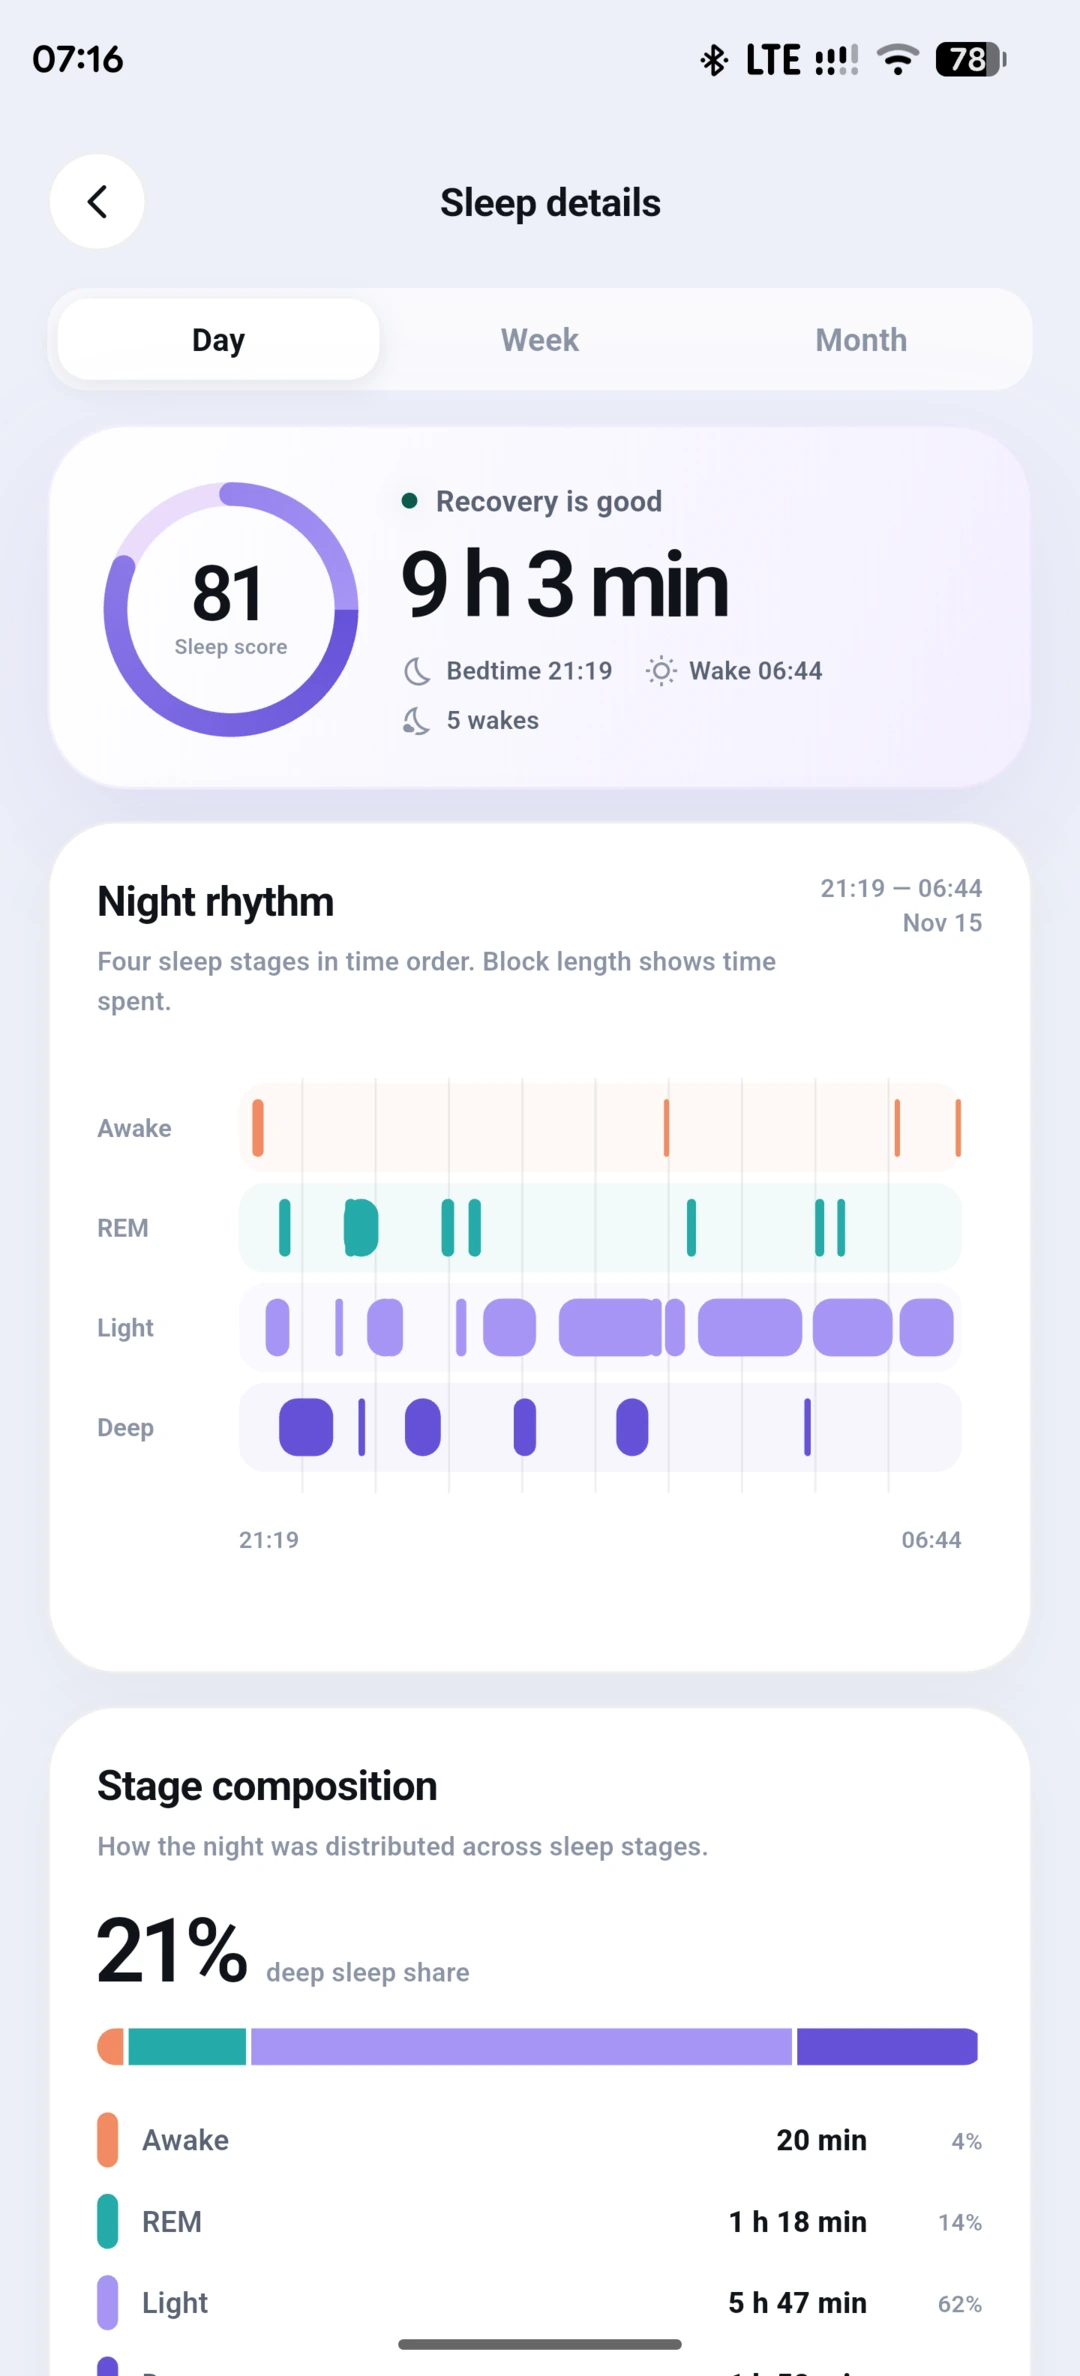 07:16
LTE
78
Sleep details
Day
Week
Month
81
Sleep score
Recovery is good
9 h 3 min
Bedtime 21:19
Wake 06:44
5 wakes
Night rhythm
21:19 — 06:44
Nov 15
Four sleep stages in time order. Block length shows time
spent.
Awake
REM
Light
Deep
21:19
06:44
Stage composition
How the night was distributed across sleep stages.
21% deep sleep share
Awake 20 min 4%
REM 1 h 18 min 14%
Light 5 h 47 min 62%